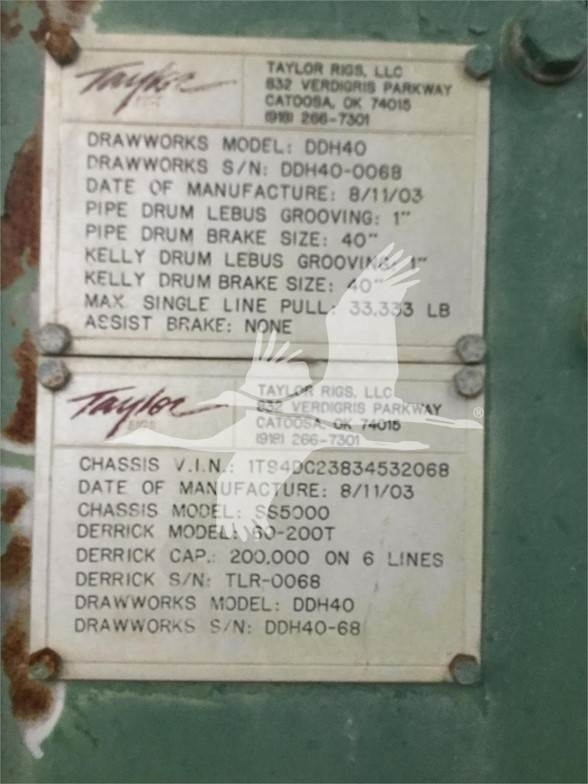 Taylor
RIGS
TAYLOR RIGS, LLC
832 VERDIGRIS PARKWAY
CATOOSA, OK 74015
(918) 266-7301
DRAWWORKS MODEL: DDH40
DRAWWORKS S/N: DDH40-0068
DATE OF MANUFACTURE: 8/11/03
PIPE DRUM LEBUS GROOVING: 1"
PIPE DRUM BRAKE SIZE: 40"
KELLY DRUM LEBUS GROOVING: 1"
KELLY DRUM BRAKE SIZE: 40"
MAX. SINGLE LINE PULL: 33,333 LB
ASSIST BRAKE: NONE
Taylor
RIGS
TAYLOR RIGS, LLC
832 VERDIGRIS PARKWAY
CATOOSA, OK 74015
(918) 266-7301
CHASSIS V.I.N.: 1T94DC23834532068
DATE OF MANUFACTURE: 8/11/03
CHASSIS MODEL: SS5000
DERRICK MODEL: 60-200T
DERRICK CAP.: 200,000 ON 6 LINES
DERRICK S/N: TLR-0068
DRAWWORKS MODEL: DDH40
DRAWWORKS S/N: DDH40-68
®